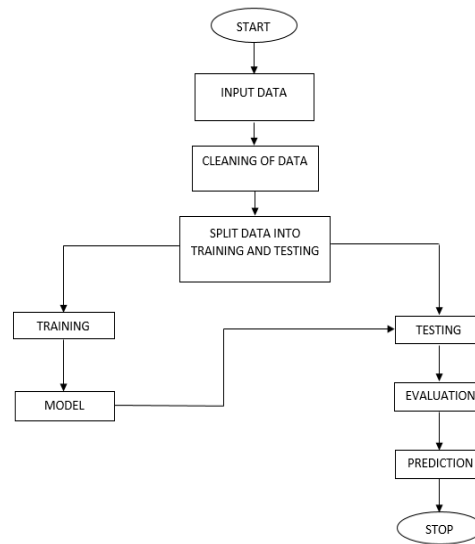 START
INPUT DATA
CLEANING OF DATA
SPLIT DATA INTO
TRAINING AND TESTING
TRAINING
TESTING
MODEL
EVALUATION
PREDICTION
STOP